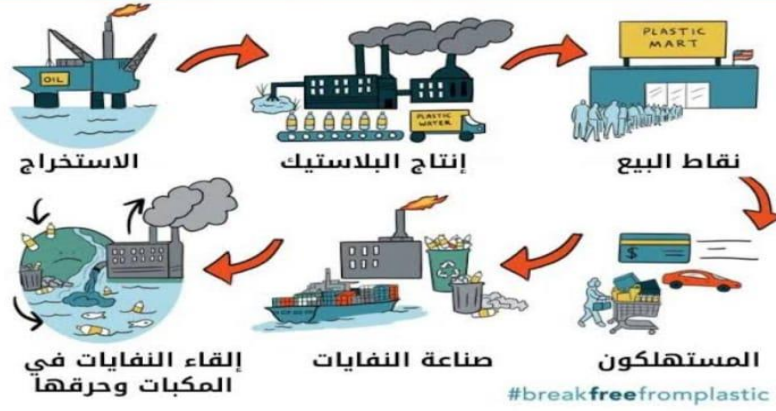 OIL
PLASTIC
WATER
PLASTIC
MART
الاستخراج
إنتاج البلاستيك
نقاط البيع
$
المستهلكون
صناعة النفايات
إلقاء النفايات في
المكبات وحرقها
#breakfreefromplastic